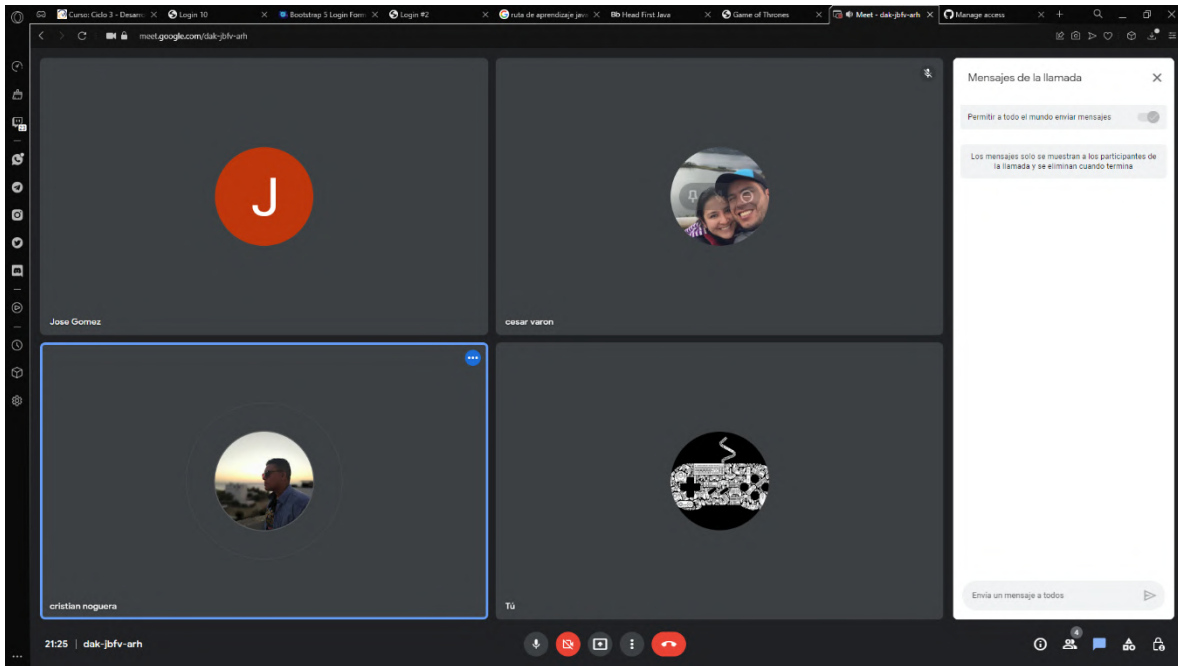 Curso: Ciclo 3 - Desarro
Login 10
Bootstrap 5 Login Form
Login #2
ruta de aprendizaje java
Bb Head First Java
Game of Thrones
Meet - dak-jbfv-arh
Manage access
meet.google.com/dak-jbfv-arh
J
Jose Gomez
cesar varon
cristian noguera
Tú
Mensajes de la llamada
Permitir a todo el mundo enviar mensajes
Los mensajes solo se muestran a los participantes de
la llamada y se eliminan cuando termina
Envía un mensaje a todos
21:25 | dak-jbfv-arh
4